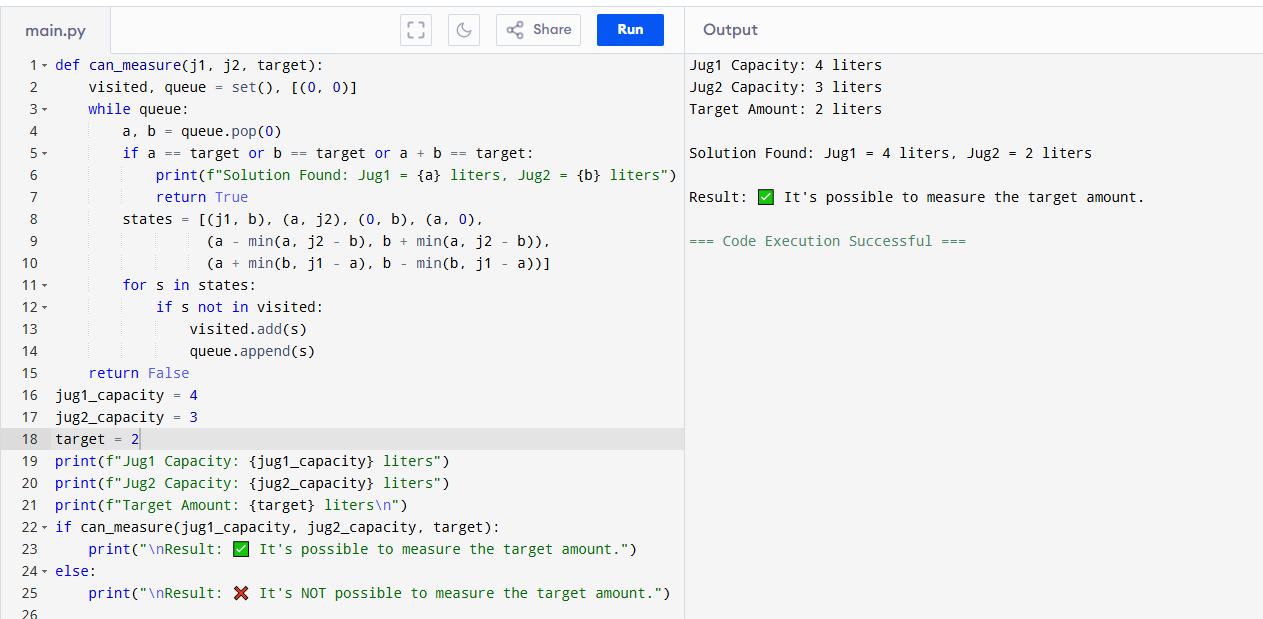 main.py
Share
Run
Output
1 def can_measure(j1, j2, target):
2     visited, queue = set(), [(0, 0)]
3     while queue:
4         a, b = queue.pop(0)
5         if a == target or b == target or a + b == target:
6             print(f"Solution Found: Jug1 = {a} liters, Jug2 = {b} liters")
7             return True
8         states = [(j1, b), (a, j2), (0, b), (a, 0),
9                   (a - min(a, j2 - b), b + min(a, j2 - b)),
10                   (a + min(b, j1 - a), b - min(b, j1 - a))]
11         for s in states:
12             if s not in visited:
13                 visited.add(s)
14                 queue.append(s)
15     return False
16 jug1_capacity = 4
17 jug2_capacity = 3
18 target = 2
19 print(f"Jug1 Capacity: {jug1_capacity} liters")
20 print(f"Jug2 Capacity: {jug2_capacity} liters")
21 print(f"Target Amount: {target} liters\n")
22 if can_measure(jug1_capacity, jug2_capacity, target):
23     print("\nResult: ✅ It's possible to measure the target amount.")
24 else:
25     print("\nResult: ❌ It's NOT possible to measure the target amount.")
26
Jug1 Capacity: 4 liters
Jug2 Capacity: 3 liters
Target Amount: 2 liters
Solution Found: Jug1 = 4 liters, Jug2 = 2 liters
Result: ✅ It's possible to measure the target amount.
=== Code Execution Successful ===